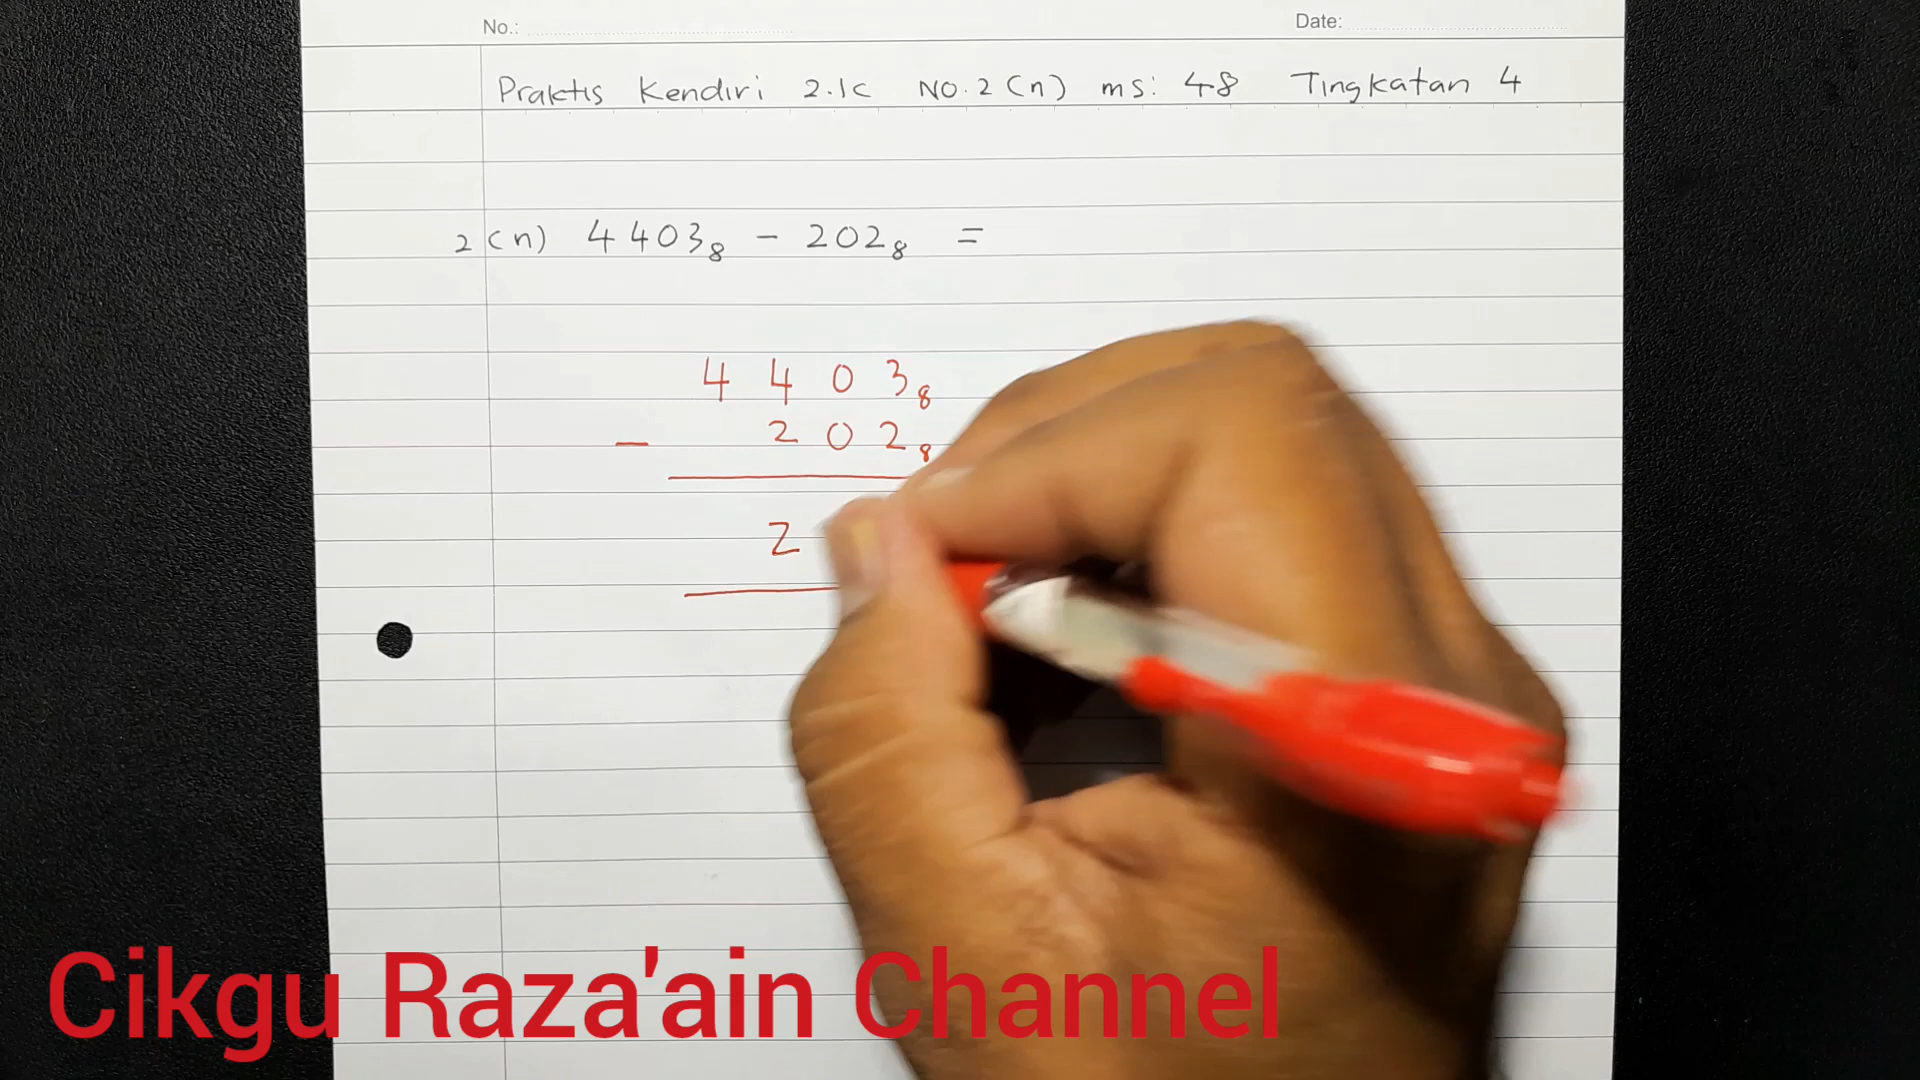 No.:
Date:
Praktis Kendiri 2.1c No.2 (n) ms: 48 Tingkatan 4
2 (n) 4403₈ - 202₈ =
4 4 0 3₈
- 2 0 2₈
2
Cikgu Raza'ain Channel